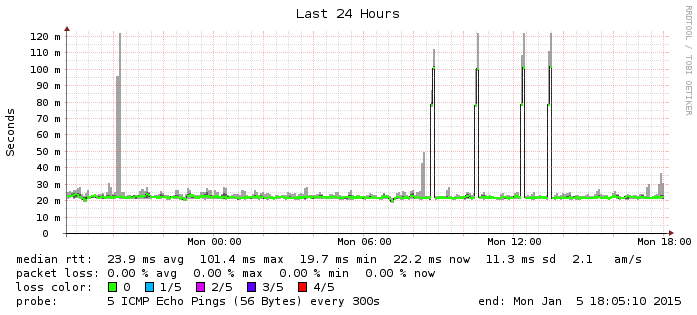 Last 24 Hours
RRDTOOL / TOBI OETIKER
Seconds
120 m
110 m
100 m
90 m
80 m
70 m
60 m
50 m
40 m
30 m
20 m
10 m
0
Mon 00:00 Mon 06:00 Mon 12:00 Mon 18:00
median rtt: 23.9 ms avg 101.4 ms max 19.7 ms min 22.2 ms now 11.3 ms sd 2.1 am/s
packet loss: 0.00 % avg 0.00 % max 0.00 % min 0.00 % now
loss color: 0 1/5 2/5 3/5 4/5
probe: 5 ICMP Echo Pings (56 Bytes) every 300s end: Mon Jan 5 18:05:10 2015